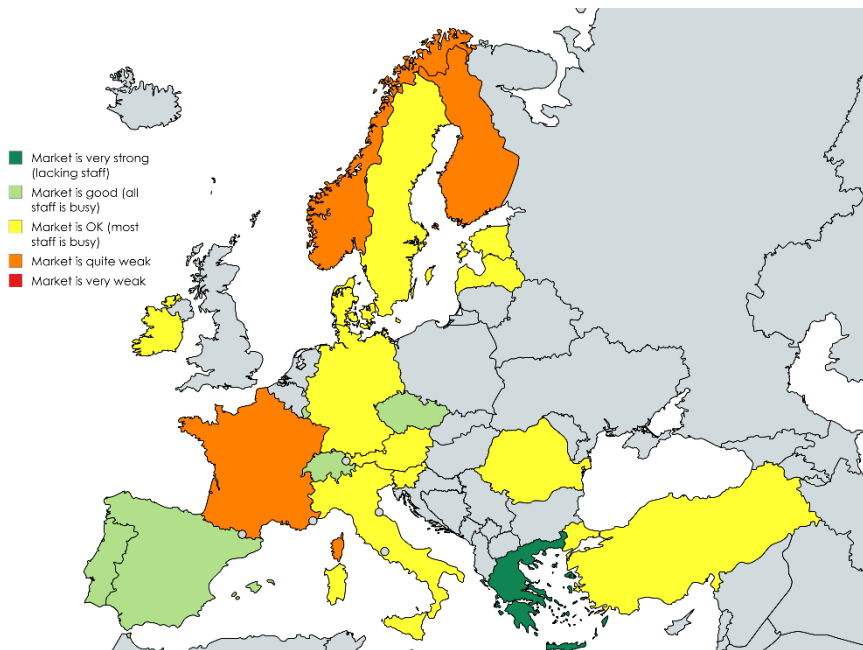 Market is very strong
(lacking staff)
Market is good (all
staff is busy)
Market is OK (most
staff is busy)
Market is quite weak
Market is very weak